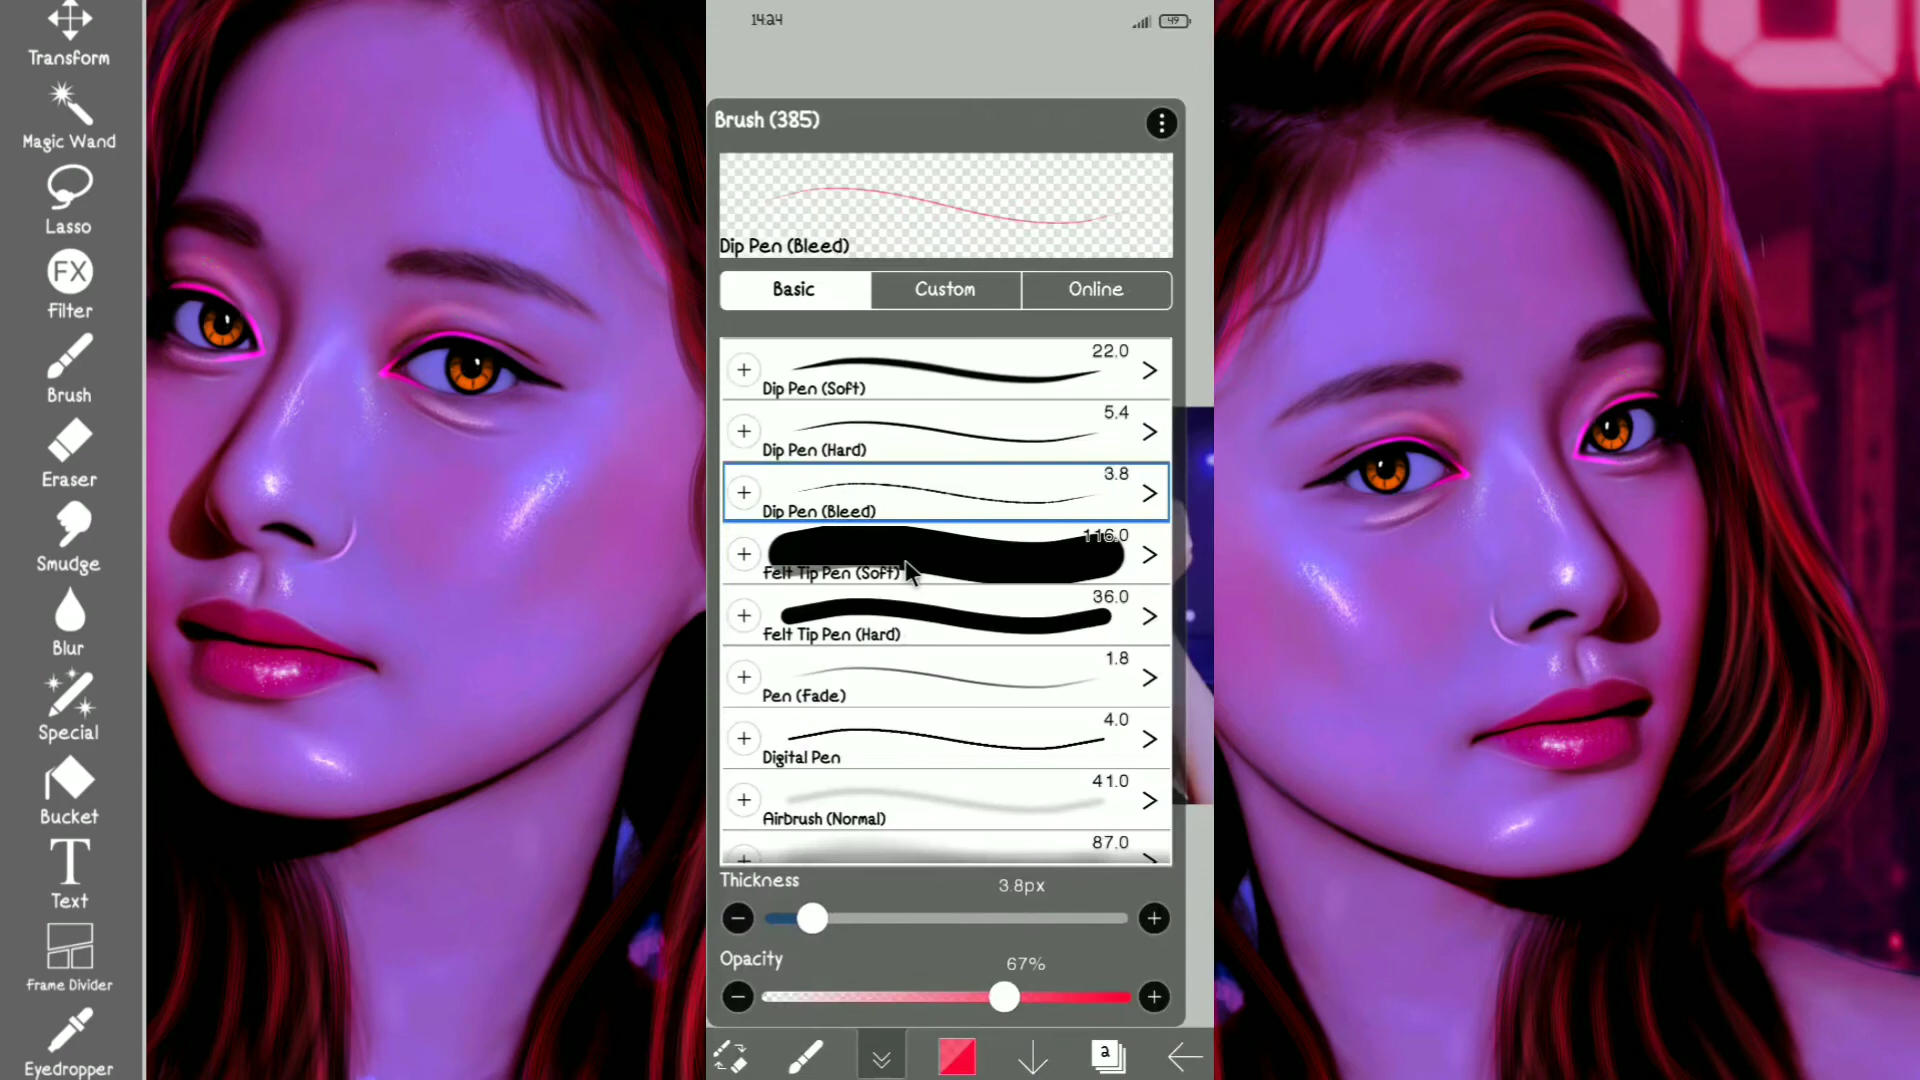 Transform
Magic Wand
Lasso
FX
Filter
Brush
Eraser
Smudge
Blur
Special
Bucket
T
Text
Frame Divider
Eyedropper
14:24
49
Brush (385)
Dip Pen (Bleed)
Basic
Custom
Online
22.0
Dip Pen (Soft)
5.4
Dip Pen (Hard)
3.8
Dip Pen (Bleed)
116.0
Felt Tip Pen (Soft)
36.0
Felt Tip Pen (Hard)
1.8
Pen (Fade)
4.0
Digital Pen
41.0
Airbrush (Normal)
87.0
Thickness
3.8px
Opacity
67%
a